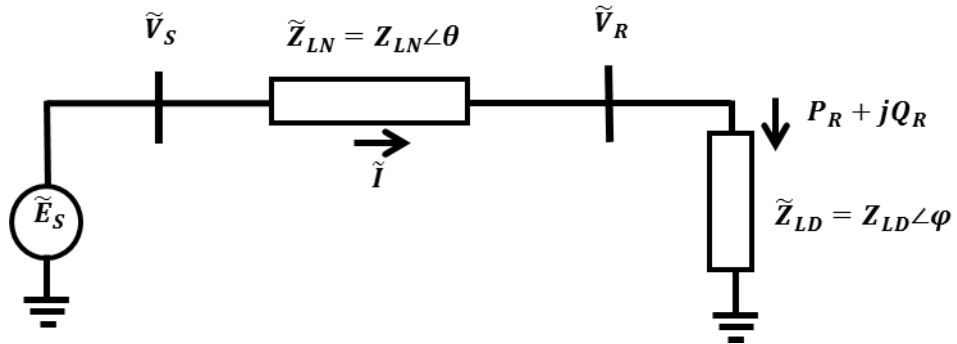 Ṽ_S
Z̃_LN = Z_LN∠θ
Ṽ_R
Ĩ
P_R + jQ_R
Ẽ_S
Z̃_LD = Z_LD∠φ